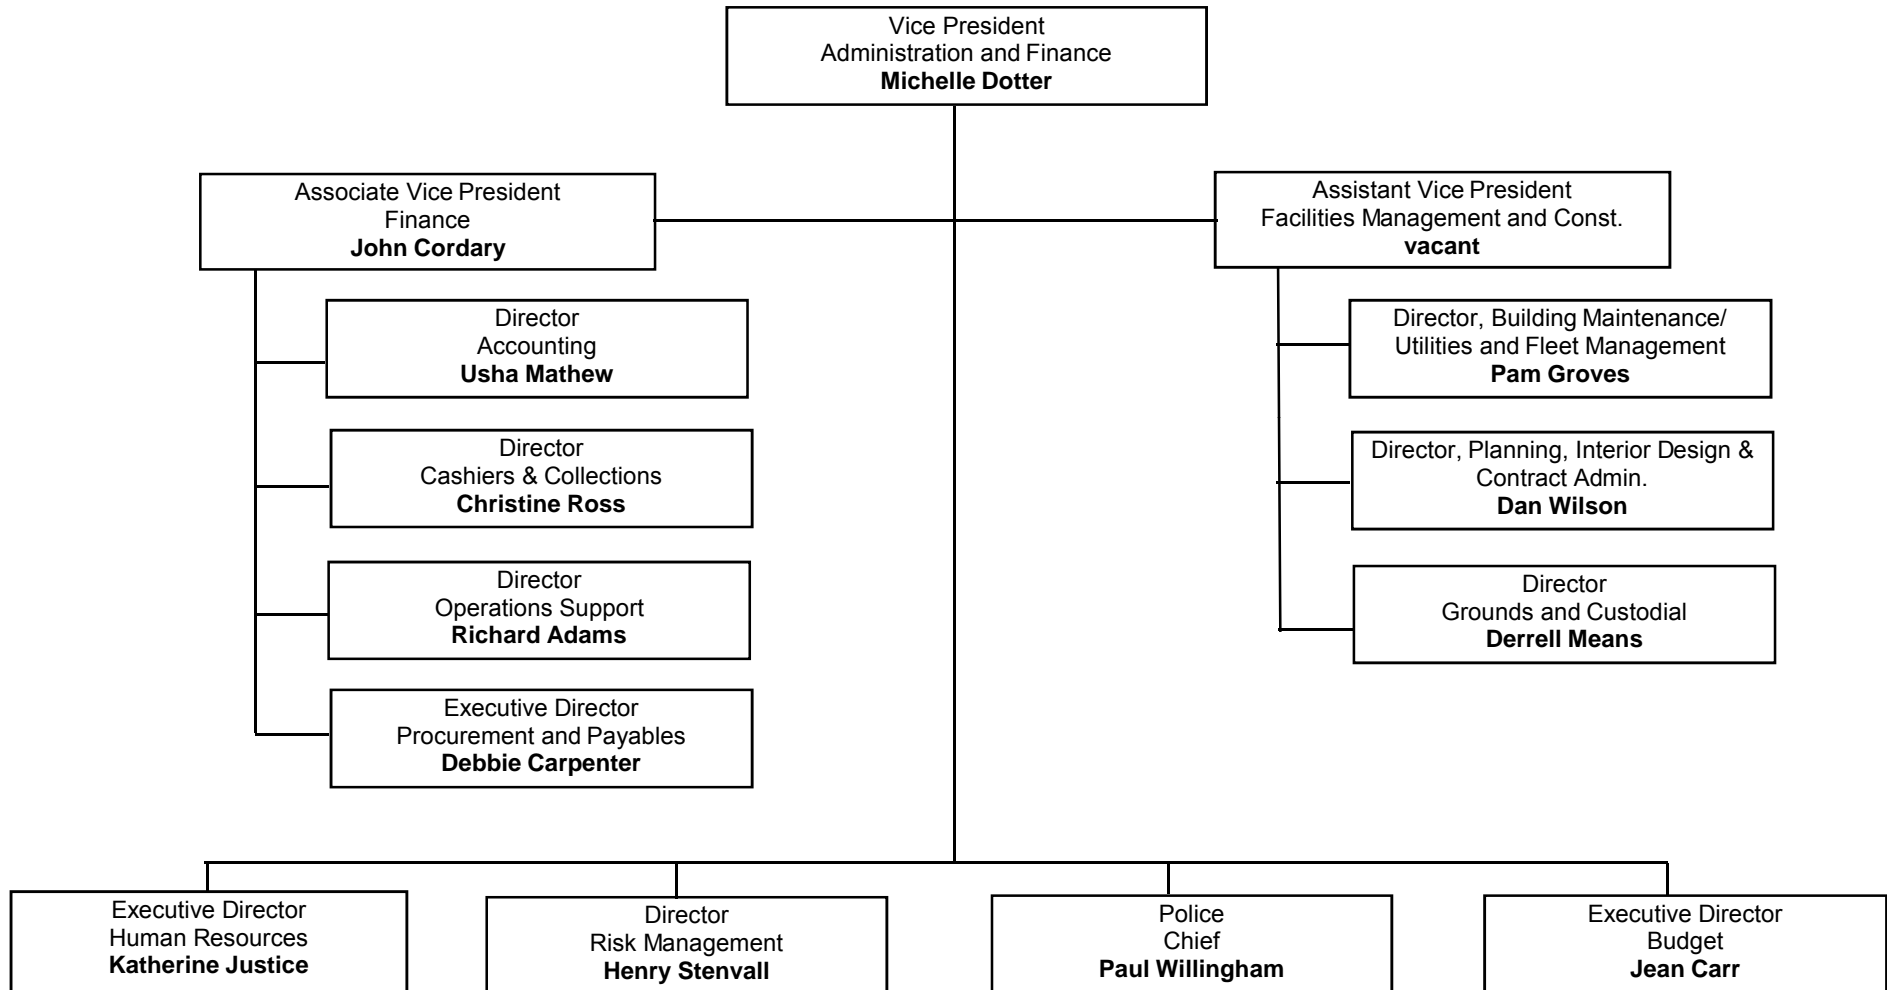 Vice President
Administration and Finance
Michelle Dotter
Associate Vice President
Finance
John Cordary
Assistant Vice President
Facilities Management and Const.
vacant
Director
Accounting
Usha Mathew
Director, Building Maintenance/
Utilities and Fleet Management
Pam Groves
Director
Cashiers & Collections
Christine Ross
Director, Planning, Interior Design &
Contract Admin.
Dan Wilson
Director
Operations Support
Richard Adams
Director
Grounds and Custodial
Derrell Means
Executive Director
Procurement and Payables
Debbie Carpenter
Executive Director
Human Resources
Katherine Justice
Director
Risk Management
Henry Stenvall
Police
Chief
Paul Willingham
Executive Director
Budget
Jean Carr